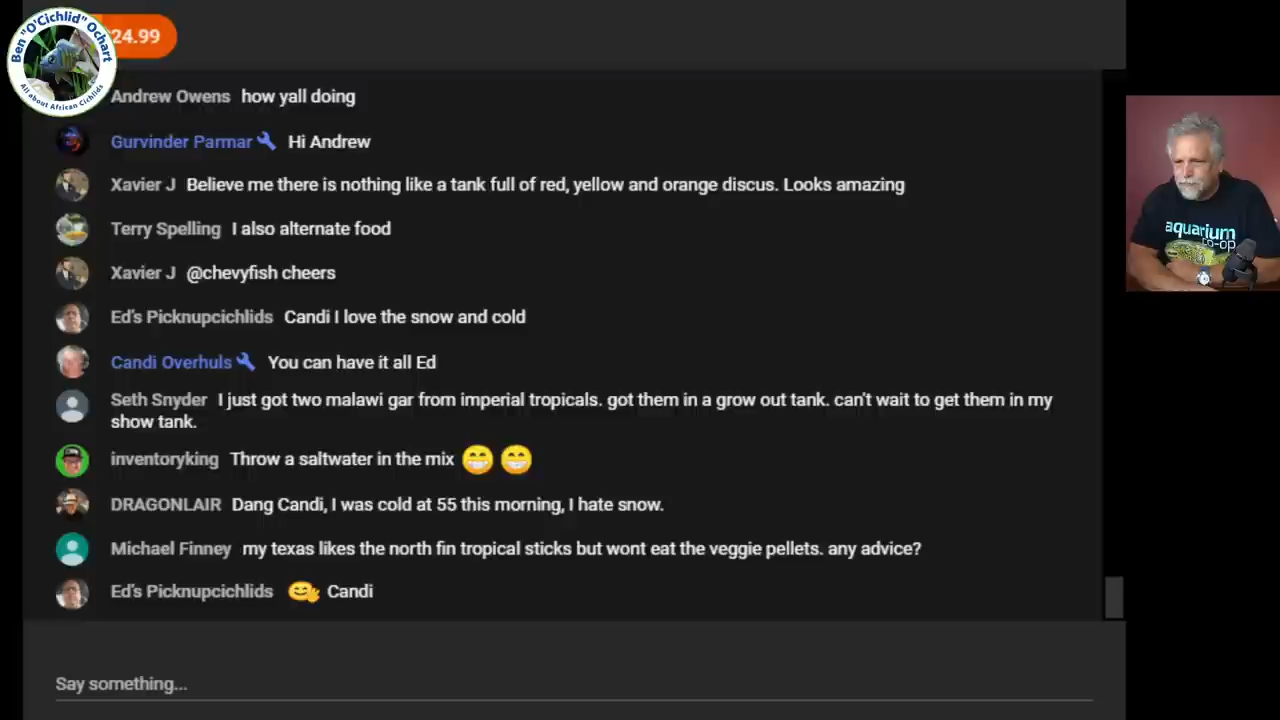 Ben "O'Cichlid" Ochart
All about African Cichlids
24.99
Andrew Owens how yall doing
Gurvinder Parmar Hi Andrew
Xavier J Believe me there is nothing like a tank full of red, yellow and orange discus. Looks amazing
Terry Spelling I also alternate food
Xavier J @chevyfish cheers
Ed's Picknupcichlids Candi I love the snow and cold
Candi Overhuls You can have it all Ed
Seth Snyder I just got two malawi gar from imperial tropicals. got them in a grow out tank. can't wait to get them in my
show tank.
inventoryking Throw a saltwater in the mix
DRAGONLAIR Dang Candi, I was cold at 55 this morning, I hate snow.
Michael Finney my texas likes the north fin tropical sticks but wont eat the veggie pellets. any advice?
Ed's Picknupcichlids Candi
Say something...
aquarium
co-op